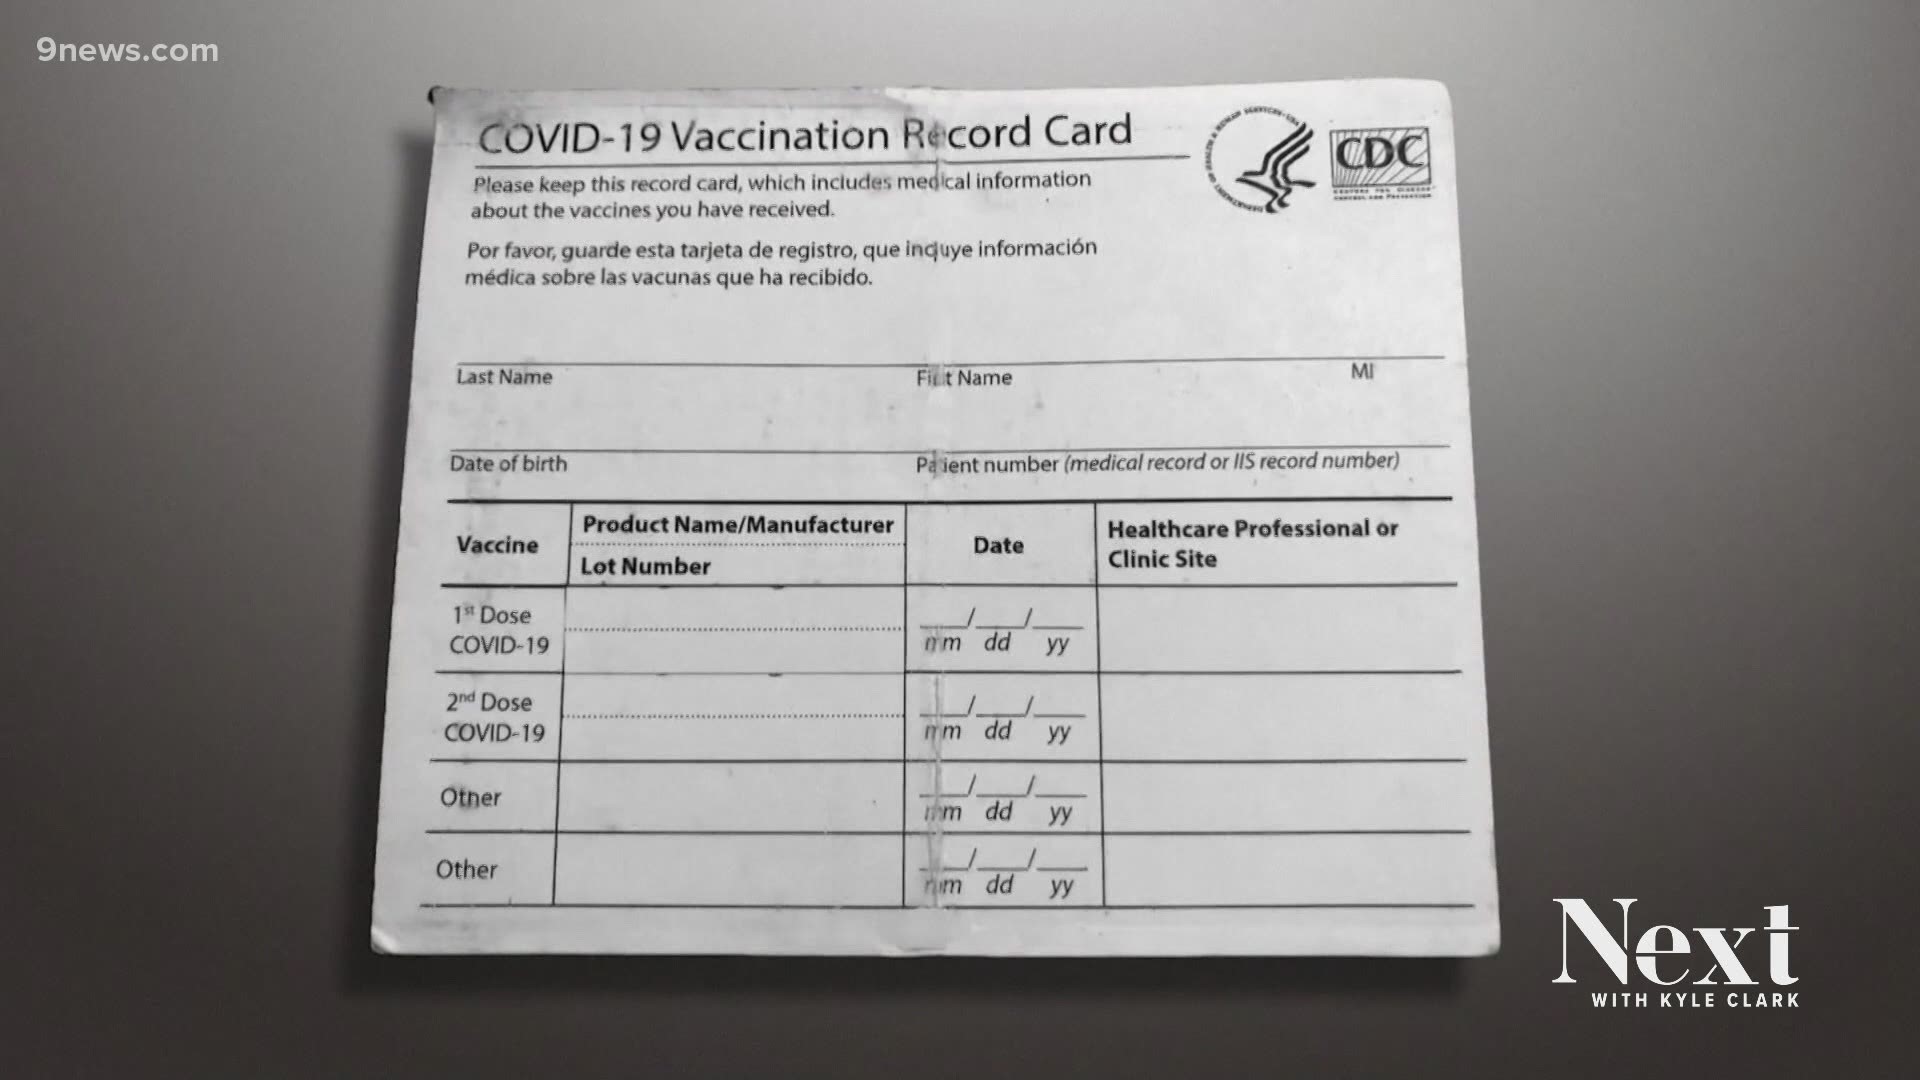 9news.com
COVID-19 Vaccination Record Card
CDC
Please keep this record card, which includes medical information
about the vaccines you have received.
Por favor, guarde esta tarjeta de registro, que incluye información
médica sobre las vacunas que ha recibido.
Last Name First Name MI
Date of birth Patient number (medical record or IIS record number)
Vaccine Product Name/Manufacturer Date Healthcare Professional or
Lot Number Clinic Site
1st Dose
COVID-19 mm dd yy
2nd Dose
COVID-19 mm dd yy
Other mm dd yy
Other mm dd yy
Next
WITH KYLE CLARK